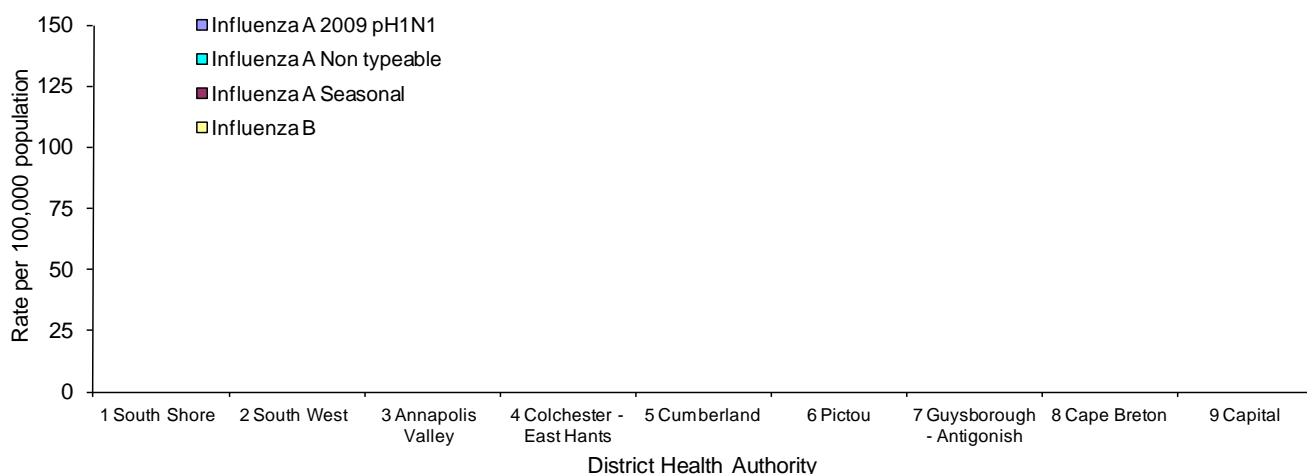 150
125
100
75
50
25
0
Rate per 100,000 population
Influenza A 2009 pH1N1
Influenza A Non typeable
Influenza A Seasonal
Influenza B
1 South Shore
2 South West
3 Annapolis
Valley
4 Colchester -
East Hants
5 Cumberland
6 Pictou
7 Guysborough
- Antigonish
8 Cape Breton
9 Capital
District Health Authority